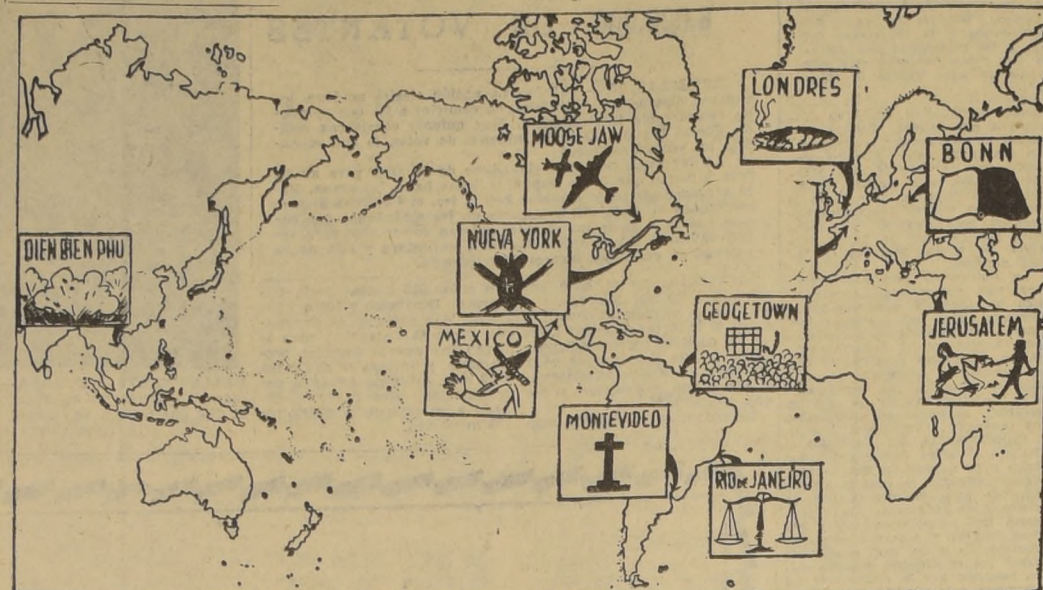 LONDRES
MOOSE JAW
BONN
NUEVA YORK
DIEN BIEN PHU
GEOGETOWN
JERUSALEM
MEXICO
MONTEVIDEO
RIO DE JANEIRO